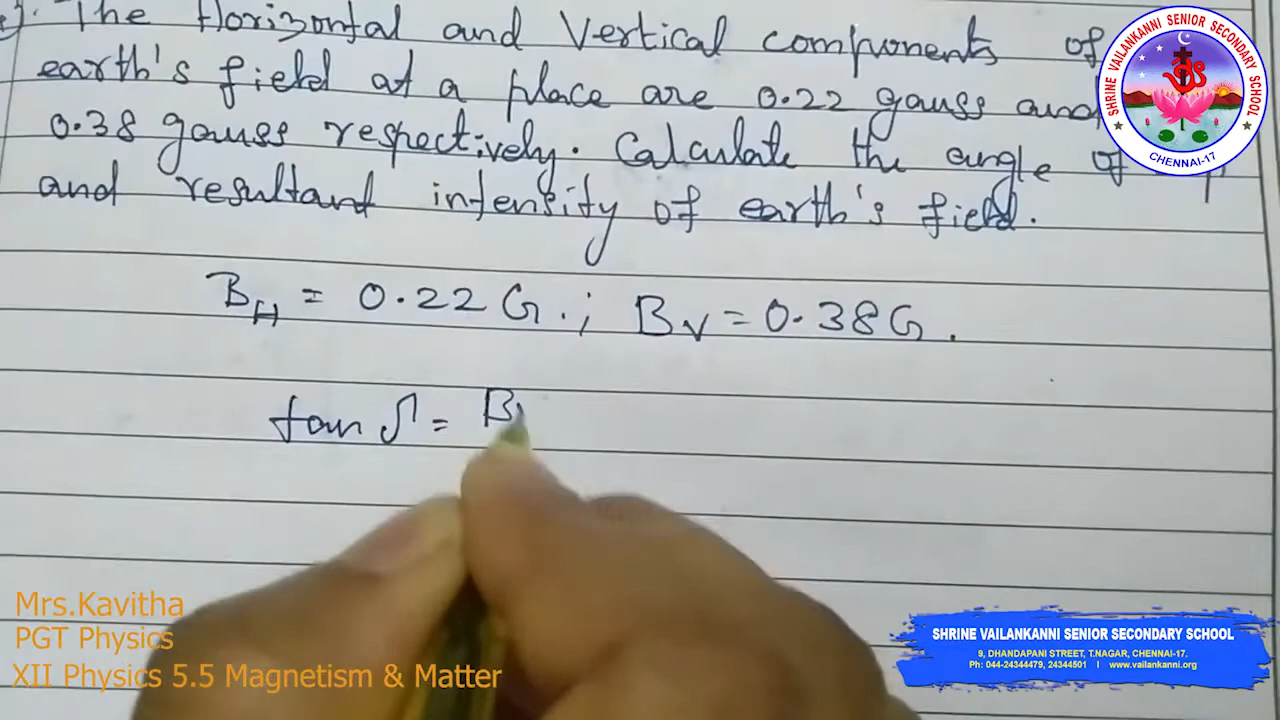 The Horizontal and Vertical components of
earth's field at a place are 0.22 gauss and
0.38 gauss respectively. Calculate the angle of
and resultant intensity of earth's field.
B_H = 0.22 G. ; B_V = 0.38 G.
tan δ = B
SHRINE VAILANKANNI SENIOR SECONDARY SCHOOL
CHENNAI-17
Mrs.Kavitha
PGT Physics
XII Physics 5.5 Magnetism & Matter
SHRINE VAILANKANNI SENIOR SECONDARY SCHOOL
9, DHANDAPANI STREET, T.NAGAR, CHENNAI-17.
Ph: 044-24344479, 24344501 | www.vailankanni.org